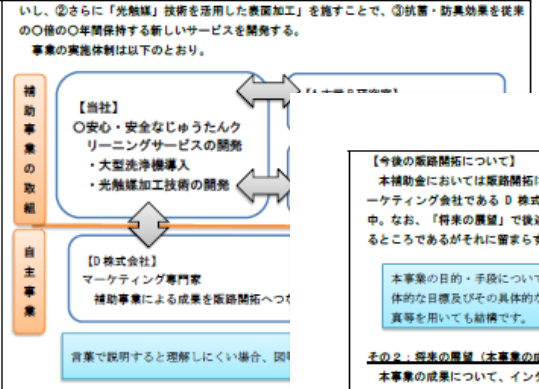 いし、②さらに「光触媒」技術を活用した表面加工」を施すことで、③抗菌・防臭効果を従来
の〇倍の〇年間保持する新しいサービスを開発する。
事業の実施体制は以下のとおり。
補助事業の取組
【当社】
〇安心・安全なじゅうたんク
リーニングサービスの開発
・大型洗浄機導入
・光触媒加工技術の開発
自主事業
【D株式会社】
マーケティング専門家
補助事業による成果を販路開拓へつな
言葉で説明すると理解しにくい場合、図
【今後の販路開拓について】
本補助金においては販路開拓に
ーケティング会社である D 株式
中。なお、「将来の展望」で後述
るところであるがそれに留まらず
本事業の目的・手段について
体的な目標及びその具体的な
真等を用いても結構です。
その2：将来の展望（本事業の成
本事業の成果について、インタ